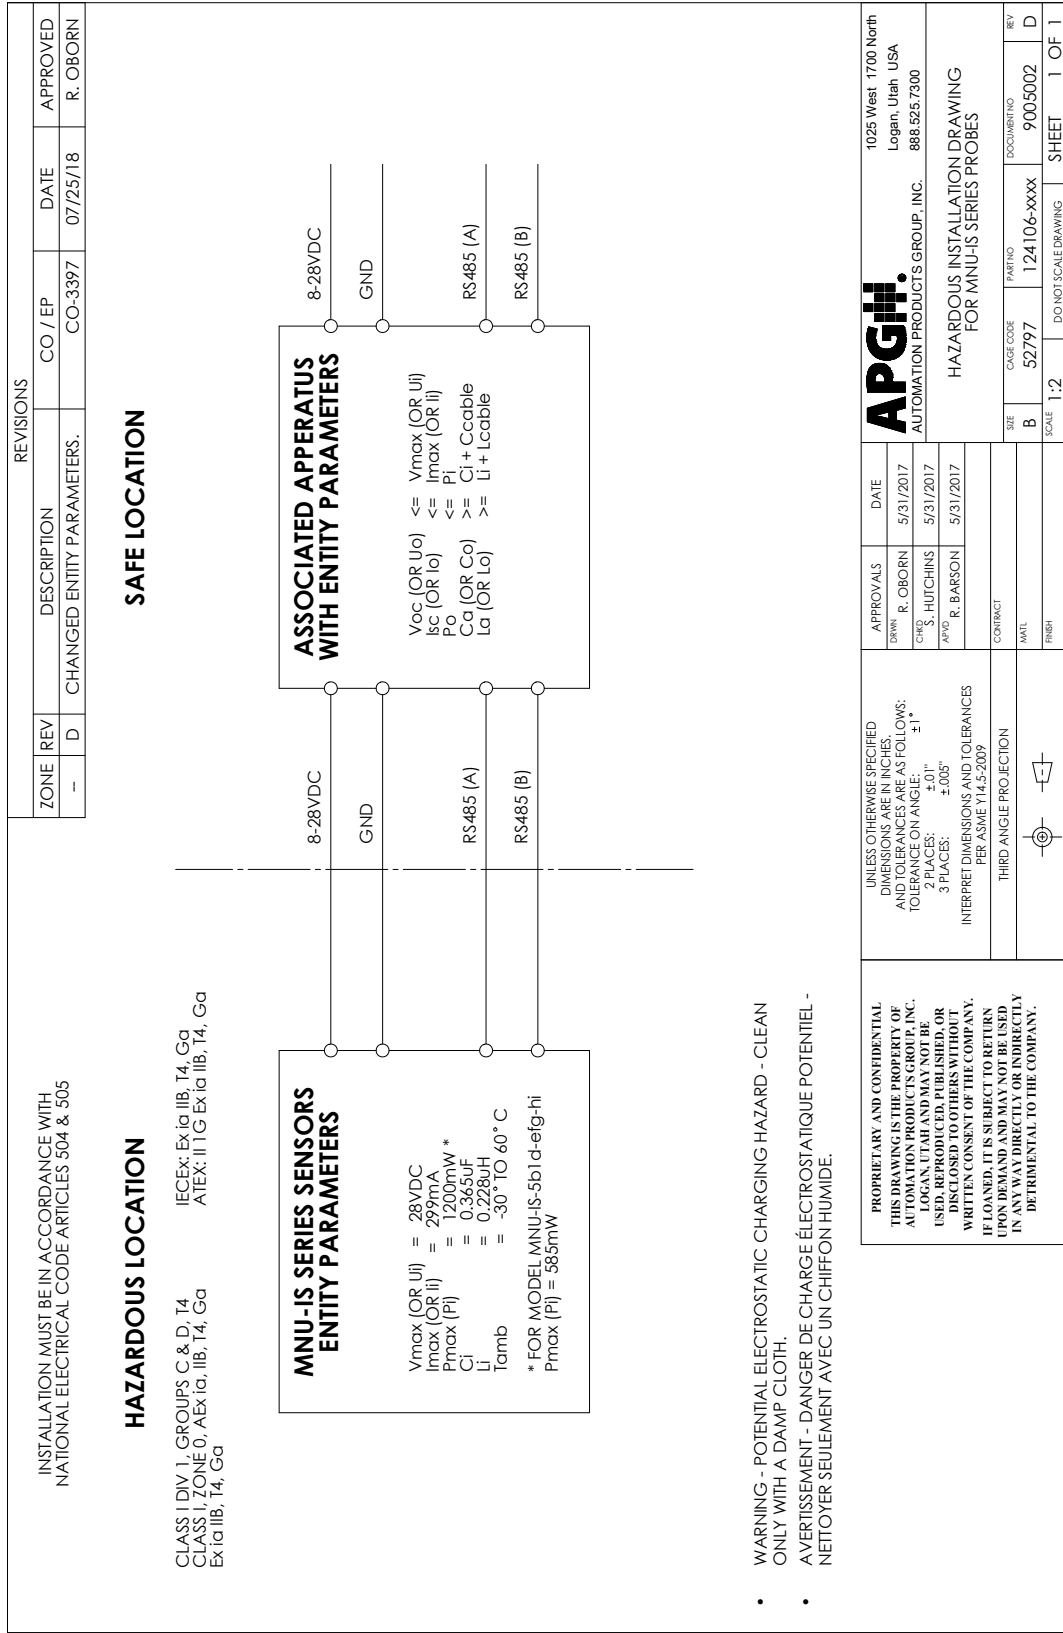 REVISIONS
ZONE REV DESCRIPTION CO / EP DATE APPROVED
-- D CHANGED ENTITY PARAMETERS. CO-3397 07/25/18 R. OBORN
INSTALLATION MUST BE IN ACCORDANCE WITH
NATIONAL ELECTRICAL CODE ARTICLES 504 & 505
HAZARDOUS LOCATION
SAFE LOCATION
CLASS I DIV 1, GROUPS C & D, T4
CLASS I, ZONE 0, AEx ia, IIB, T4, Ga
Ex ia IIB, T4, Ga
IECEx: Ex ia IIB, T4, Ga
ATEX: II 1 G Ex ia IIB, T4, Ga
MNU-IS SERIES SENSORS
ENTITY PARAMETERS
Vmax (OR Ui) = 28VDC
Imax (OR Ii) = 299mA
Pmax (Pi) = 1200mW *
Ci = 0.365uF
Li = 0.228uH
Tamb = -30° TO 60° C
* FOR MODEL MNU-IS-5b1d-efg-hi
Pmax (Pi) = 585mW
8-28VDC
GND
RS485 (A)
RS485 (B)
ASSOCIATED APPERATUS
WITH ENTITY PARAMETERS
Voc (OR Uo) <= Vmax (OR Ui)
Isc (OR Io) <= Imax (OR Ii)
Po <= Pi
Ca (OR Co) >= Ci + Ccable
La (OR Lo) >= Li + Lcable
8-28VDC
GND
RS485 (A)
RS485 (B)
• WARNING - POTENTIAL ELECTROSTATIC CHARGING HAZARD - CLEAN
ONLY WITH A DAMP CLOTH.
• AVERTISSEMENT - DANGER DE CHARGE ÉLECTROSTATIQUE POTENTIEL -
NETTOYER SEULEMENT AVEC UN CHIFFON HUMIDE.
PROPRIETARY AND CONFIDENTIAL
THIS DRAWING IS THE PROPERTY OF
AUTOMATION PRODUCTS GROUP, INC.
LOGAN, UTAH AND MAY NOT BE
USED, REPRODUCED, PUBLISHED, OR
DISCLOSED TO OTHERS WITHOUT
WRITTEN CONSENT OF THE COMPANY.
IF LOANED, IT IS SUBJECT TO RETURN
UPON DEMAND AND MAY NOT BE USED
IN ANY WAY DIRECTLY OR INDIRECTLY
DETRIMENTAL TO THE COMPANY.
UNLESS OTHERWISE SPECIFIED
DIMENSIONS ARE IN INCHES.
AND TOLERANCES ARE AS FOLLOWS:
TOLERANCE ON ANGLE: ±1°
2 PLACES: ±.01"
3 PLACES: ±.005"
INTERPRET DIMENSIONS AND TOLERANCES
PER ASME Y14.5-2009
THIRD ANGLE PROJECTION
APPROVALS DATE
DRWN R. OBORN 5/31/2017
CHKD S. HUTCHINS 5/31/2017
APVD R. BARSON 5/31/2017
CONTRACT
MATL
FINISH
APG
AUTOMATION PRODUCTS GROUP, INC.
1025 West 1700 North
Logan, Utah USA
888.525.7300
HAZARDOUS INSTALLATION DRAWING
FOR MNU-IS SERIES PROBES
SIZE B
CAGE CODE 52797
PART NO 124106-xxxx
DOCUMENT NO 9005002
REV D
SCALE 1:2
DO NOT SCALE DRAWING
SHEET 1 OF 1